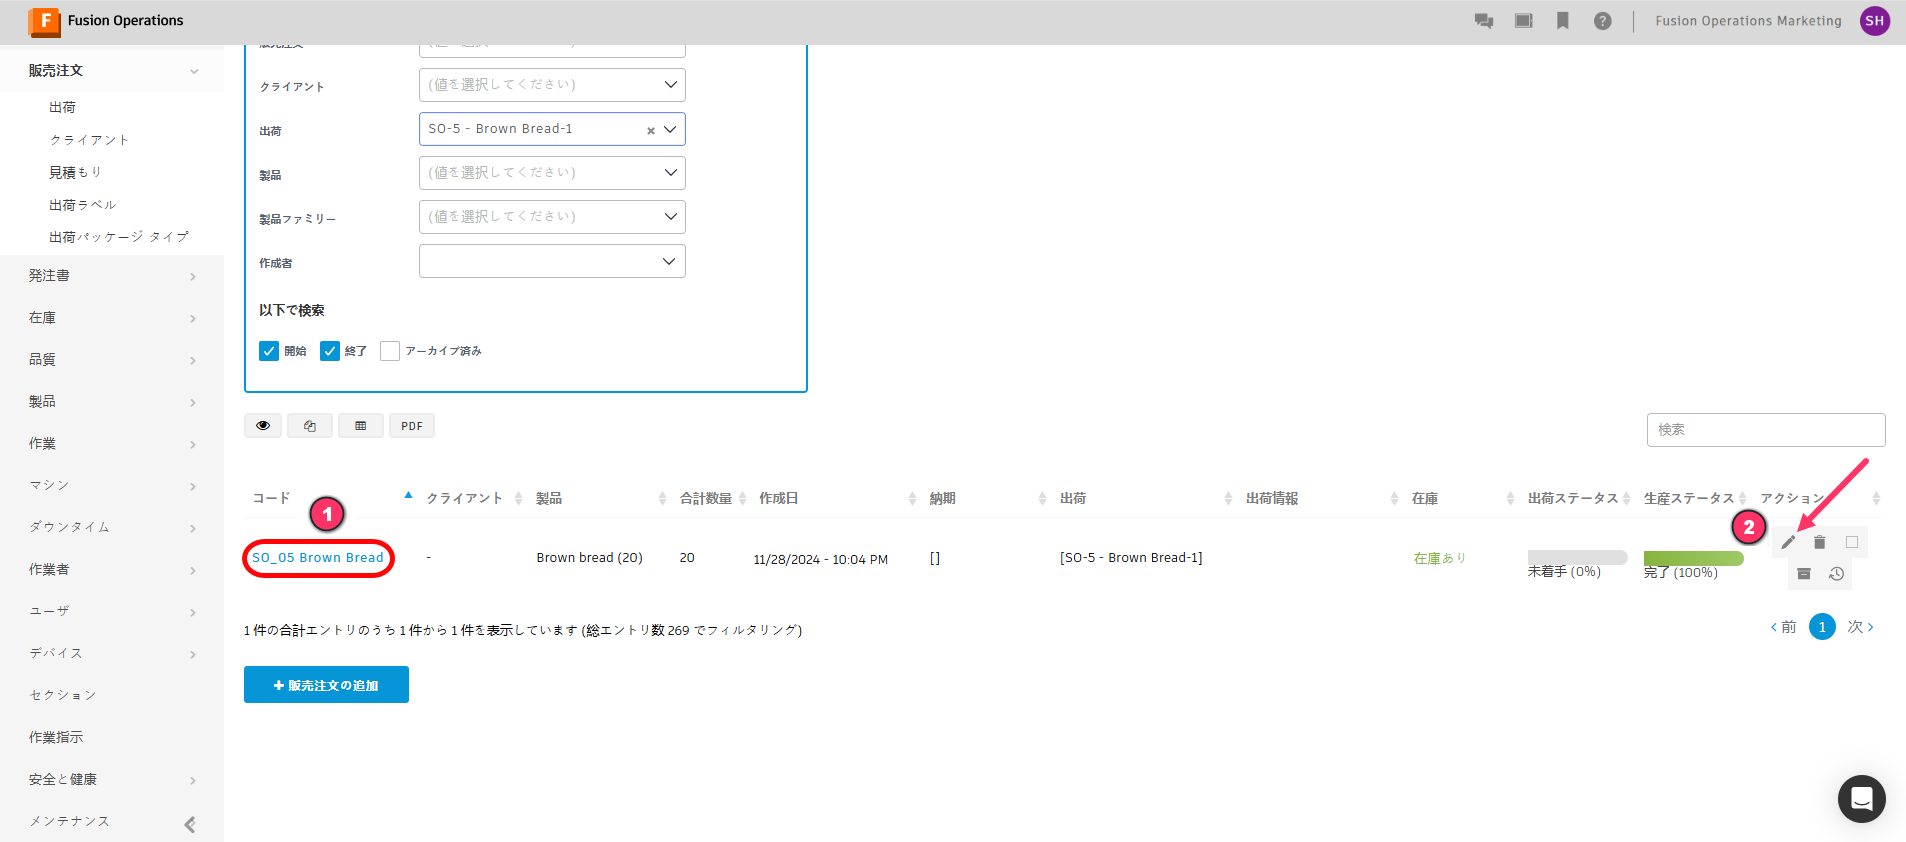 Fusion Operations
Fusion Operations Marketing
SH
販売注文
出荷
クライアント
見積もり
出荷ラベル
出荷パッケージ タイプ
発注書
在庫
品質
製品
作業
マシン
ダウンタイム
作業者
ユーザ
デバイス
セクション
作業指示
安全と健康
メンテナンス
販売注文
クライアント (値を選択してください)
出荷 SO-5 - Brown Bread-1
製品 (値を選択してください)
製品ファミリー (値を選択してください)
作成者
以下で検索
開始 終了 アーカイブ済み
PDF
検索
コード クライアント 製品 合計数量 作成日 納期 出荷 出荷情報 在庫 出荷ステータス 生産ステータス アクション
1
2
SO_05 Brown Bread - Brown bread (20) 20 11/28/2024 - 10:04 PM [] [SO-5 - Brown Bread-1] 在庫あり 未着手 (0%) 完了 (100%)
1 件の合計エントリのうち 1 件から 1 件を表示しています (総エントリ数 269 でフィルタリング)
前 1 次
+ 販売注文の追加